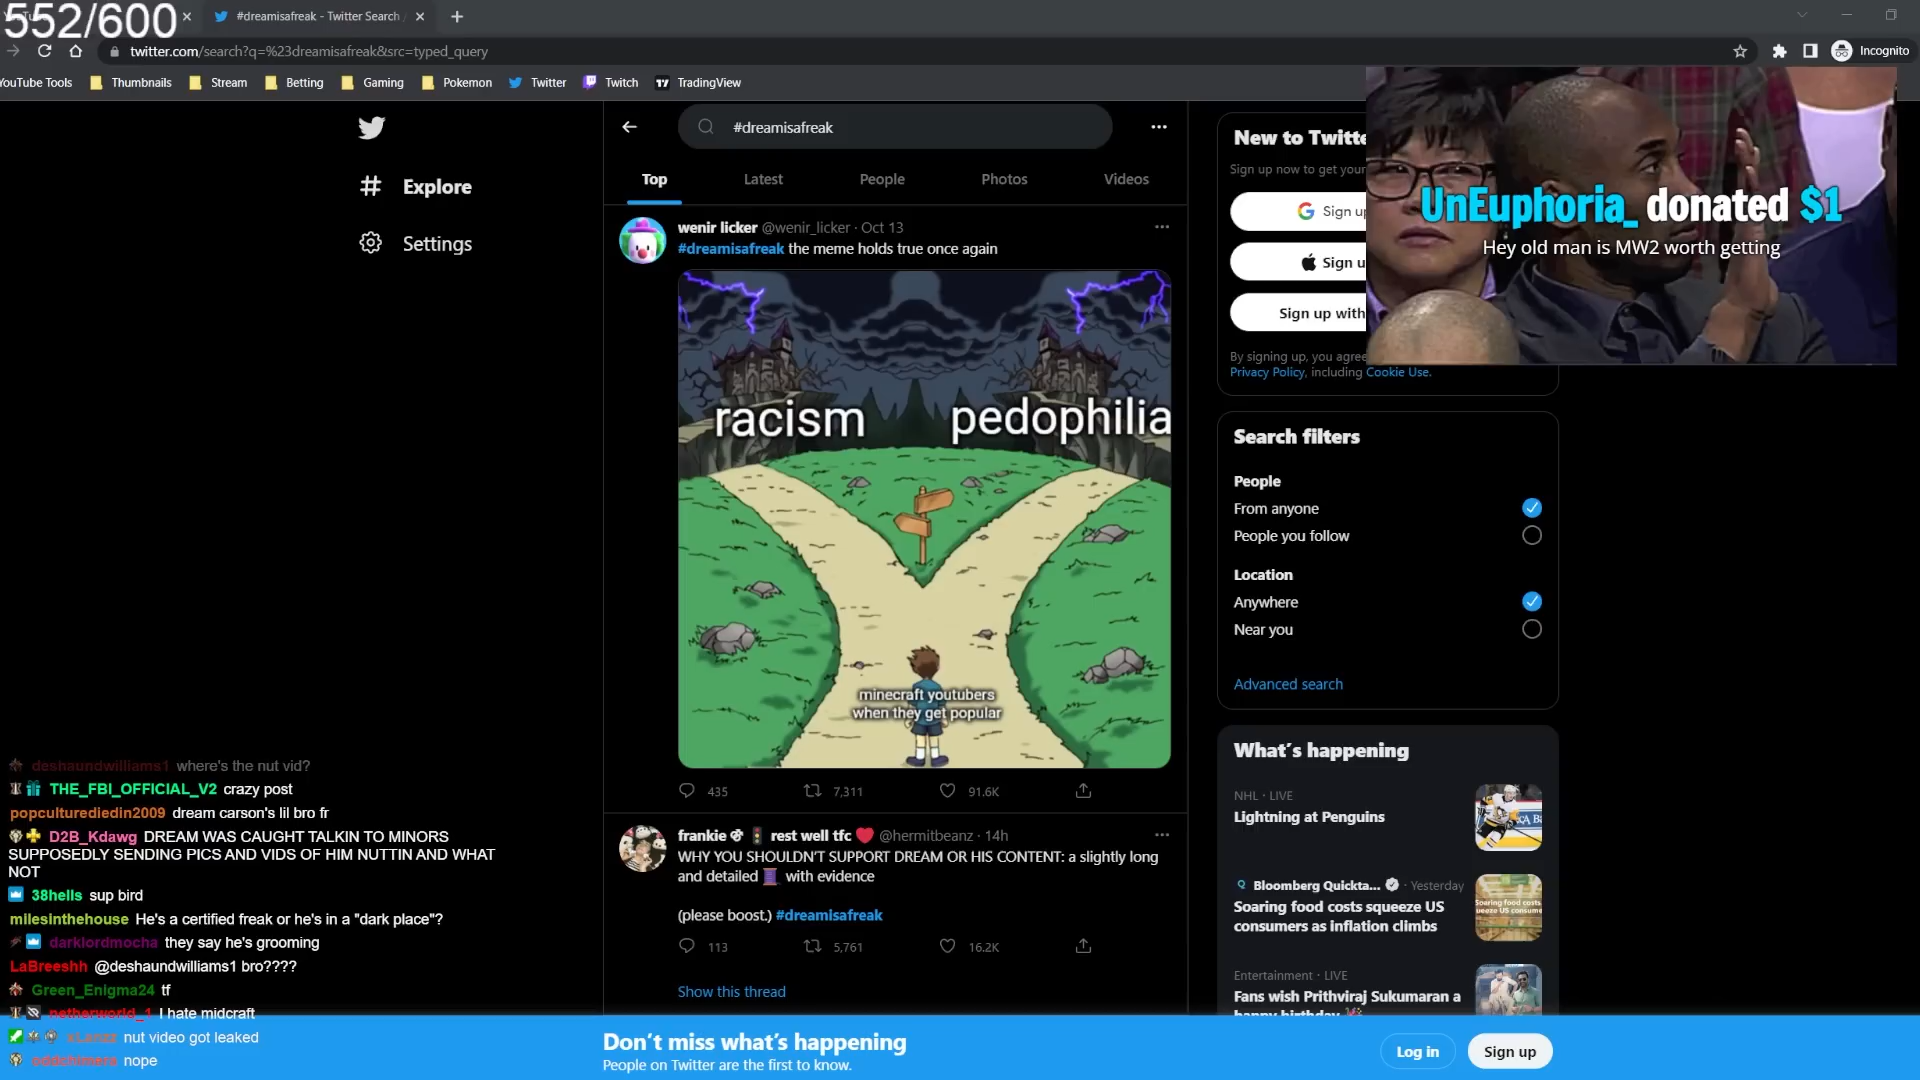 552/600
#dreamisafreak - Twitter Search
twitter.com/search?q=%23dreamisafreak&src=typed_query
Incognito
YouTube Tools
Thumbnails
Stream
Betting
Gaming
Pokemon
Twitter
Twitch
TradingView
Explore
Settings
#dreamisafreak
Top
Latest
People
Photos
Videos
wenir licker @wenir_licker · Oct 13
#dreamisafreak the meme holds true once again
racism
pedophilia
minecraft youtubers
when they get popular
435
7,311
91.6K
frankie rest well tfc @hermitbeanz · 14h
WHY YOU SHOULDN'T SUPPORT DREAM OR HIS CONTENT: a slightly long
and detailed with evidence
(please boost.) #dreamisafreak
113
5,761
16.2K
Show this thread
New to Twitte
Sign up now to get your
Sign up
Sign u
Sign up with
By signing up, you agree
Privacy Policy, including Cookie Use.
UnEuphoria_ donated $1
Hey old man is MW2 worth getting
Search filters
People
From anyone
People you follow
Location
Anywhere
Near you
Advanced search
What's happening
NHL · LIVE
Lightning at Penguins
Bloomberg Quickta... · Yesterday
Soaring food costs squeeze US
consumers as inflation climbs
Entertainment · LIVE
Fans wish Prithviraj Sukumaran a
happy birthday
deshaundwilliams1 where's the nut vid?
THE_FBI_OFFICIAL_V2 crazy post
popculturediedin2009 dream carson's lil bro fr
D2B_Kdawg DREAM WAS CAUGHT TALKIN TO MINORS
SUPPOSEDLY SENDING PICS AND VIDS OF HIM NUTTIN AND WHAT
NOT
38hells sup bird
milesinthehouse He's a certified freak or he's in a "dark place"?
darklordmocha they say he's grooming
LaBreeshh @deshaundwilliams1 bro????
Green_Enigma24 tf
netherworld_1 I hate midcraft
nut video got leaked
oddchimera nope
Don't miss what's happening
People on Twitter are the first to know.
Log in
Sign up